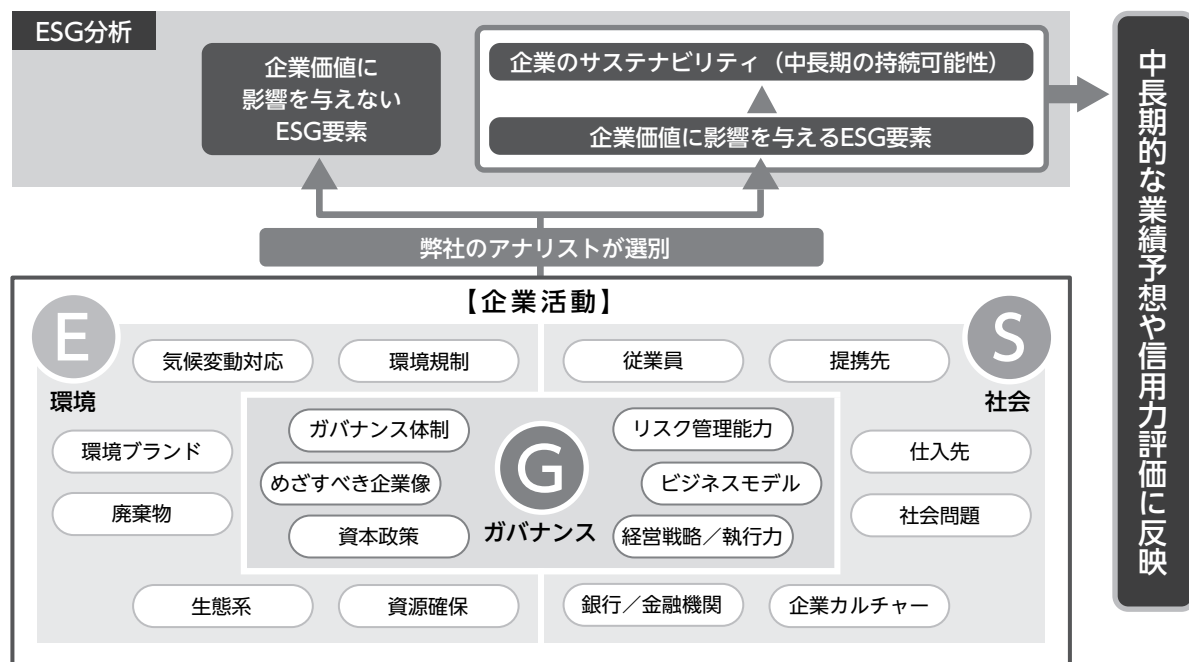 ESG分析
企業価値に
影響を与えない
ESG要素
企業のサステナビリティ（中長期の持続可能性）
企業価値に影響を与えるESG要素
中長期的な業績予想や信用力評価に反映
弊社のアナリストが選別
【企業活動】
E
環境
S
社会
気候変動対応
環境規制
従業員
提携先
環境ブランド
廃棄物
ガバナンス体制
めざすべき企業像
資本政策
G
ガバナンス
リスク管理能力
ビジネスモデル
経営戦略／執行力
仕入先
社会問題
生態系
資源確保
銀行／金融機関
企業カルチャー